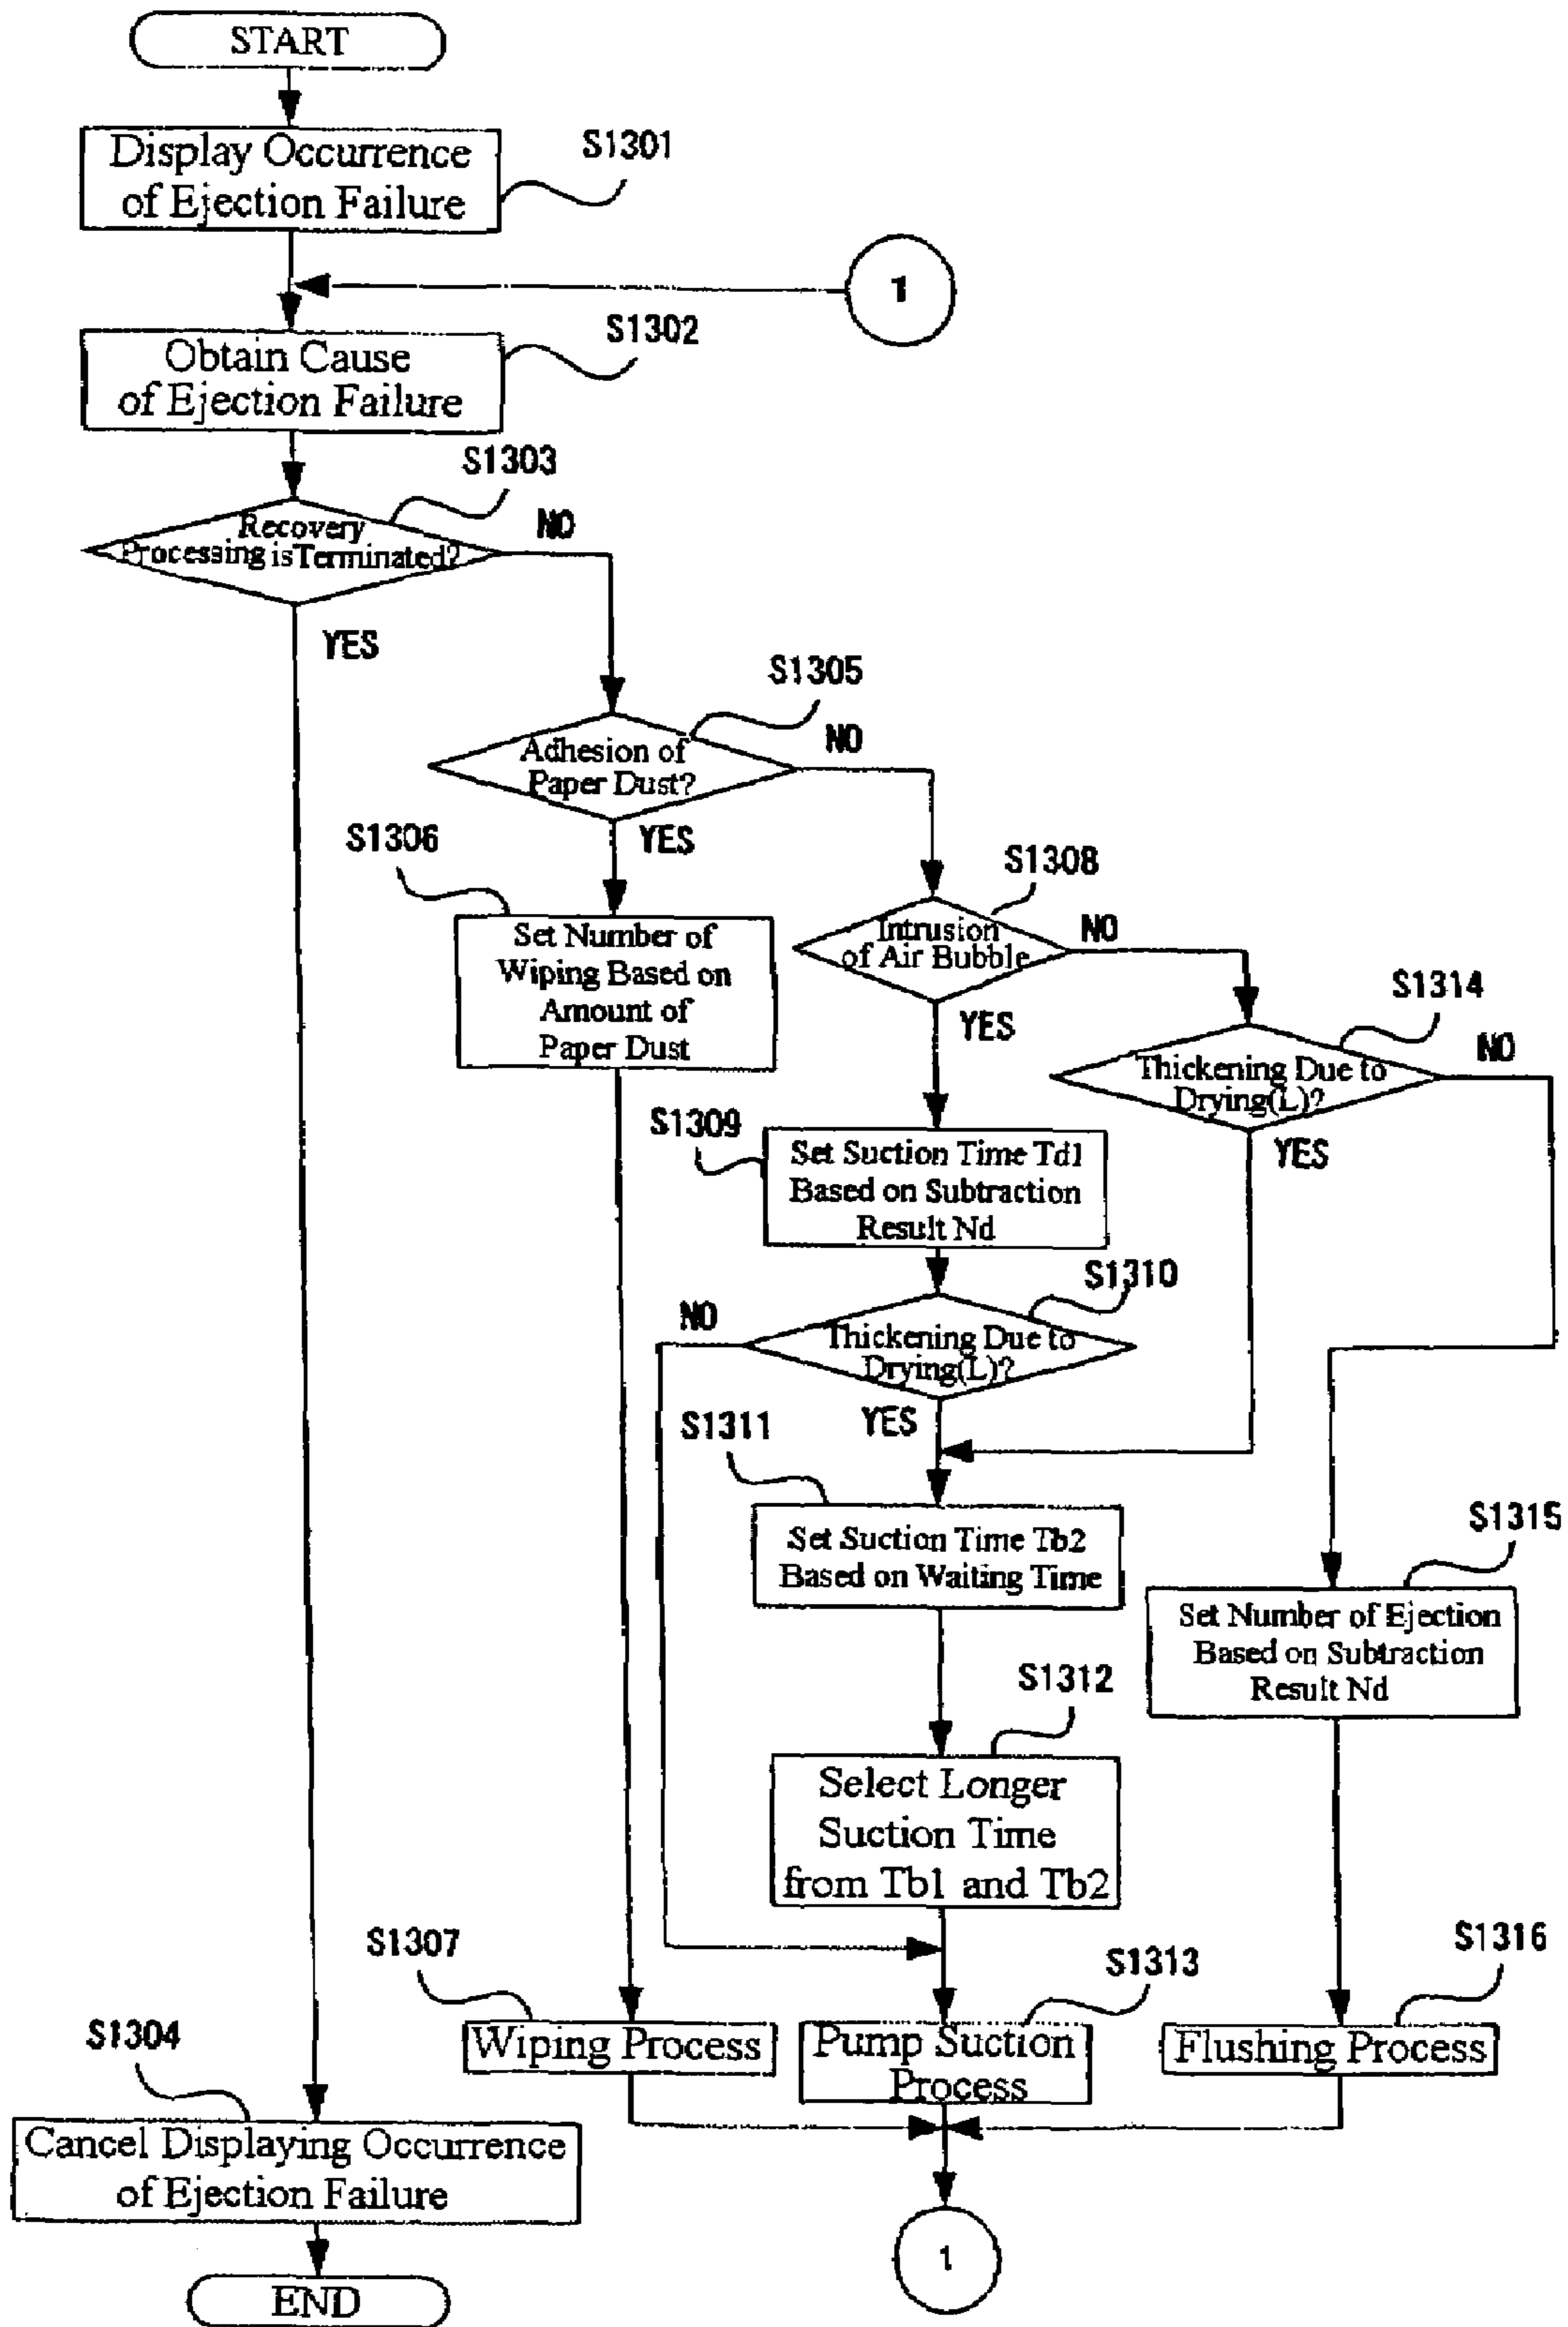 START
Display Occurrence
of Ejection Failure
S1301
1
S1302
Obtain Cause
of Ejection Failure
S1303
Recovery
Processing is Terminated?
NO
YES
S1305
Adhesion of
Paper Dust?
NO
YES
S1306
Set Number of
Wiping Based on
Amount of
Paper Dust
S1308
Intrusion
of Air Bubble
NO
YES
S1314
Thickening Due to
Drying(L)?
NO
YES
S1309
Set Suction Time Td1
Based on Subtraction
Result Nd
S1310
Thickening Due to
Drying(L)?
NO
YES
S1311
Set Suction Time Tb2
Based on Waiting Time
S1315
Set Number of Ejection
Based on Subtraction
Result Nd
S1312
Select Longer
Suction Time
from Tb1 and Tb2
S1307
Wiping Process
S1313
Pump Suction
Process
S1316
Flushing Process
S1304
Cancel Displaying Occurrence
of Ejection Failure
1
END